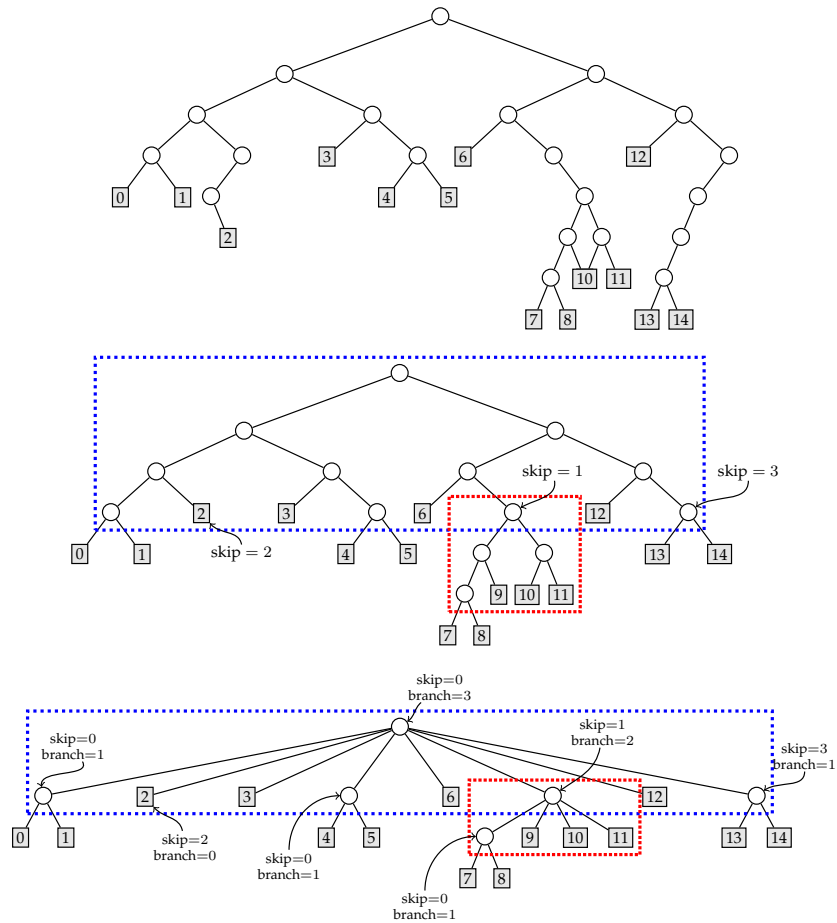 3
6
12
0
1
4
5
2
10
11
7
8
13
14
skip = 1
skip = 3
2
3
6
12
0
1
skip = 2
4
5
13
14
9
10
11
7
8
skip=0
branch=3
skip=0
branch=1
skip=1
branch=2
skip=3
branch=1
2
3
6
12
0
1
skip=2
branch=0
4
5
9
10
11
13
14
skip=0
branch=1
7
8
skip=0
branch=1